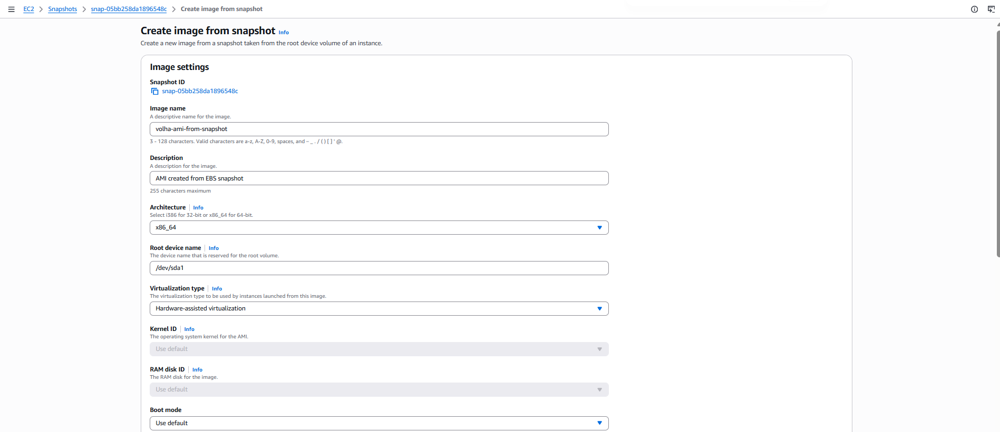 EC2 > Snapshots > snap-05bb258da1896548c > Create image from snapshot
Create image from snapshot Info
Create a new image from a snapshot taken from the root device volume of an instance.
Image settings
Snapshot ID
snap-05bb258da1896548c
Image name
A descriptive name for the image.
volha-ami-from-snapshot
3 - 128 characters. Valid characters are a-z, A-Z, 0-9, spaces, and - _ . / ( ) [ ] ' @.
Description
A description for the image.
AMI created from EBS snapshot
255 characters maximum
Architecture | Info
Select i386 for 32-bit or x86_64 for 64-bit.
x86_64
Root device name | Info
The device name that is reserved for the root volume.
/dev/sda1
Virtualization type | Info
The virtualization type to be used by instances launched from this image.
Hardware-assisted virtualization
Kernel ID | Info
The operating system kernel for the AMI.
Use default
RAM disk ID | Info
The RAM disk for the image.
Use default
Boot mode
Use default